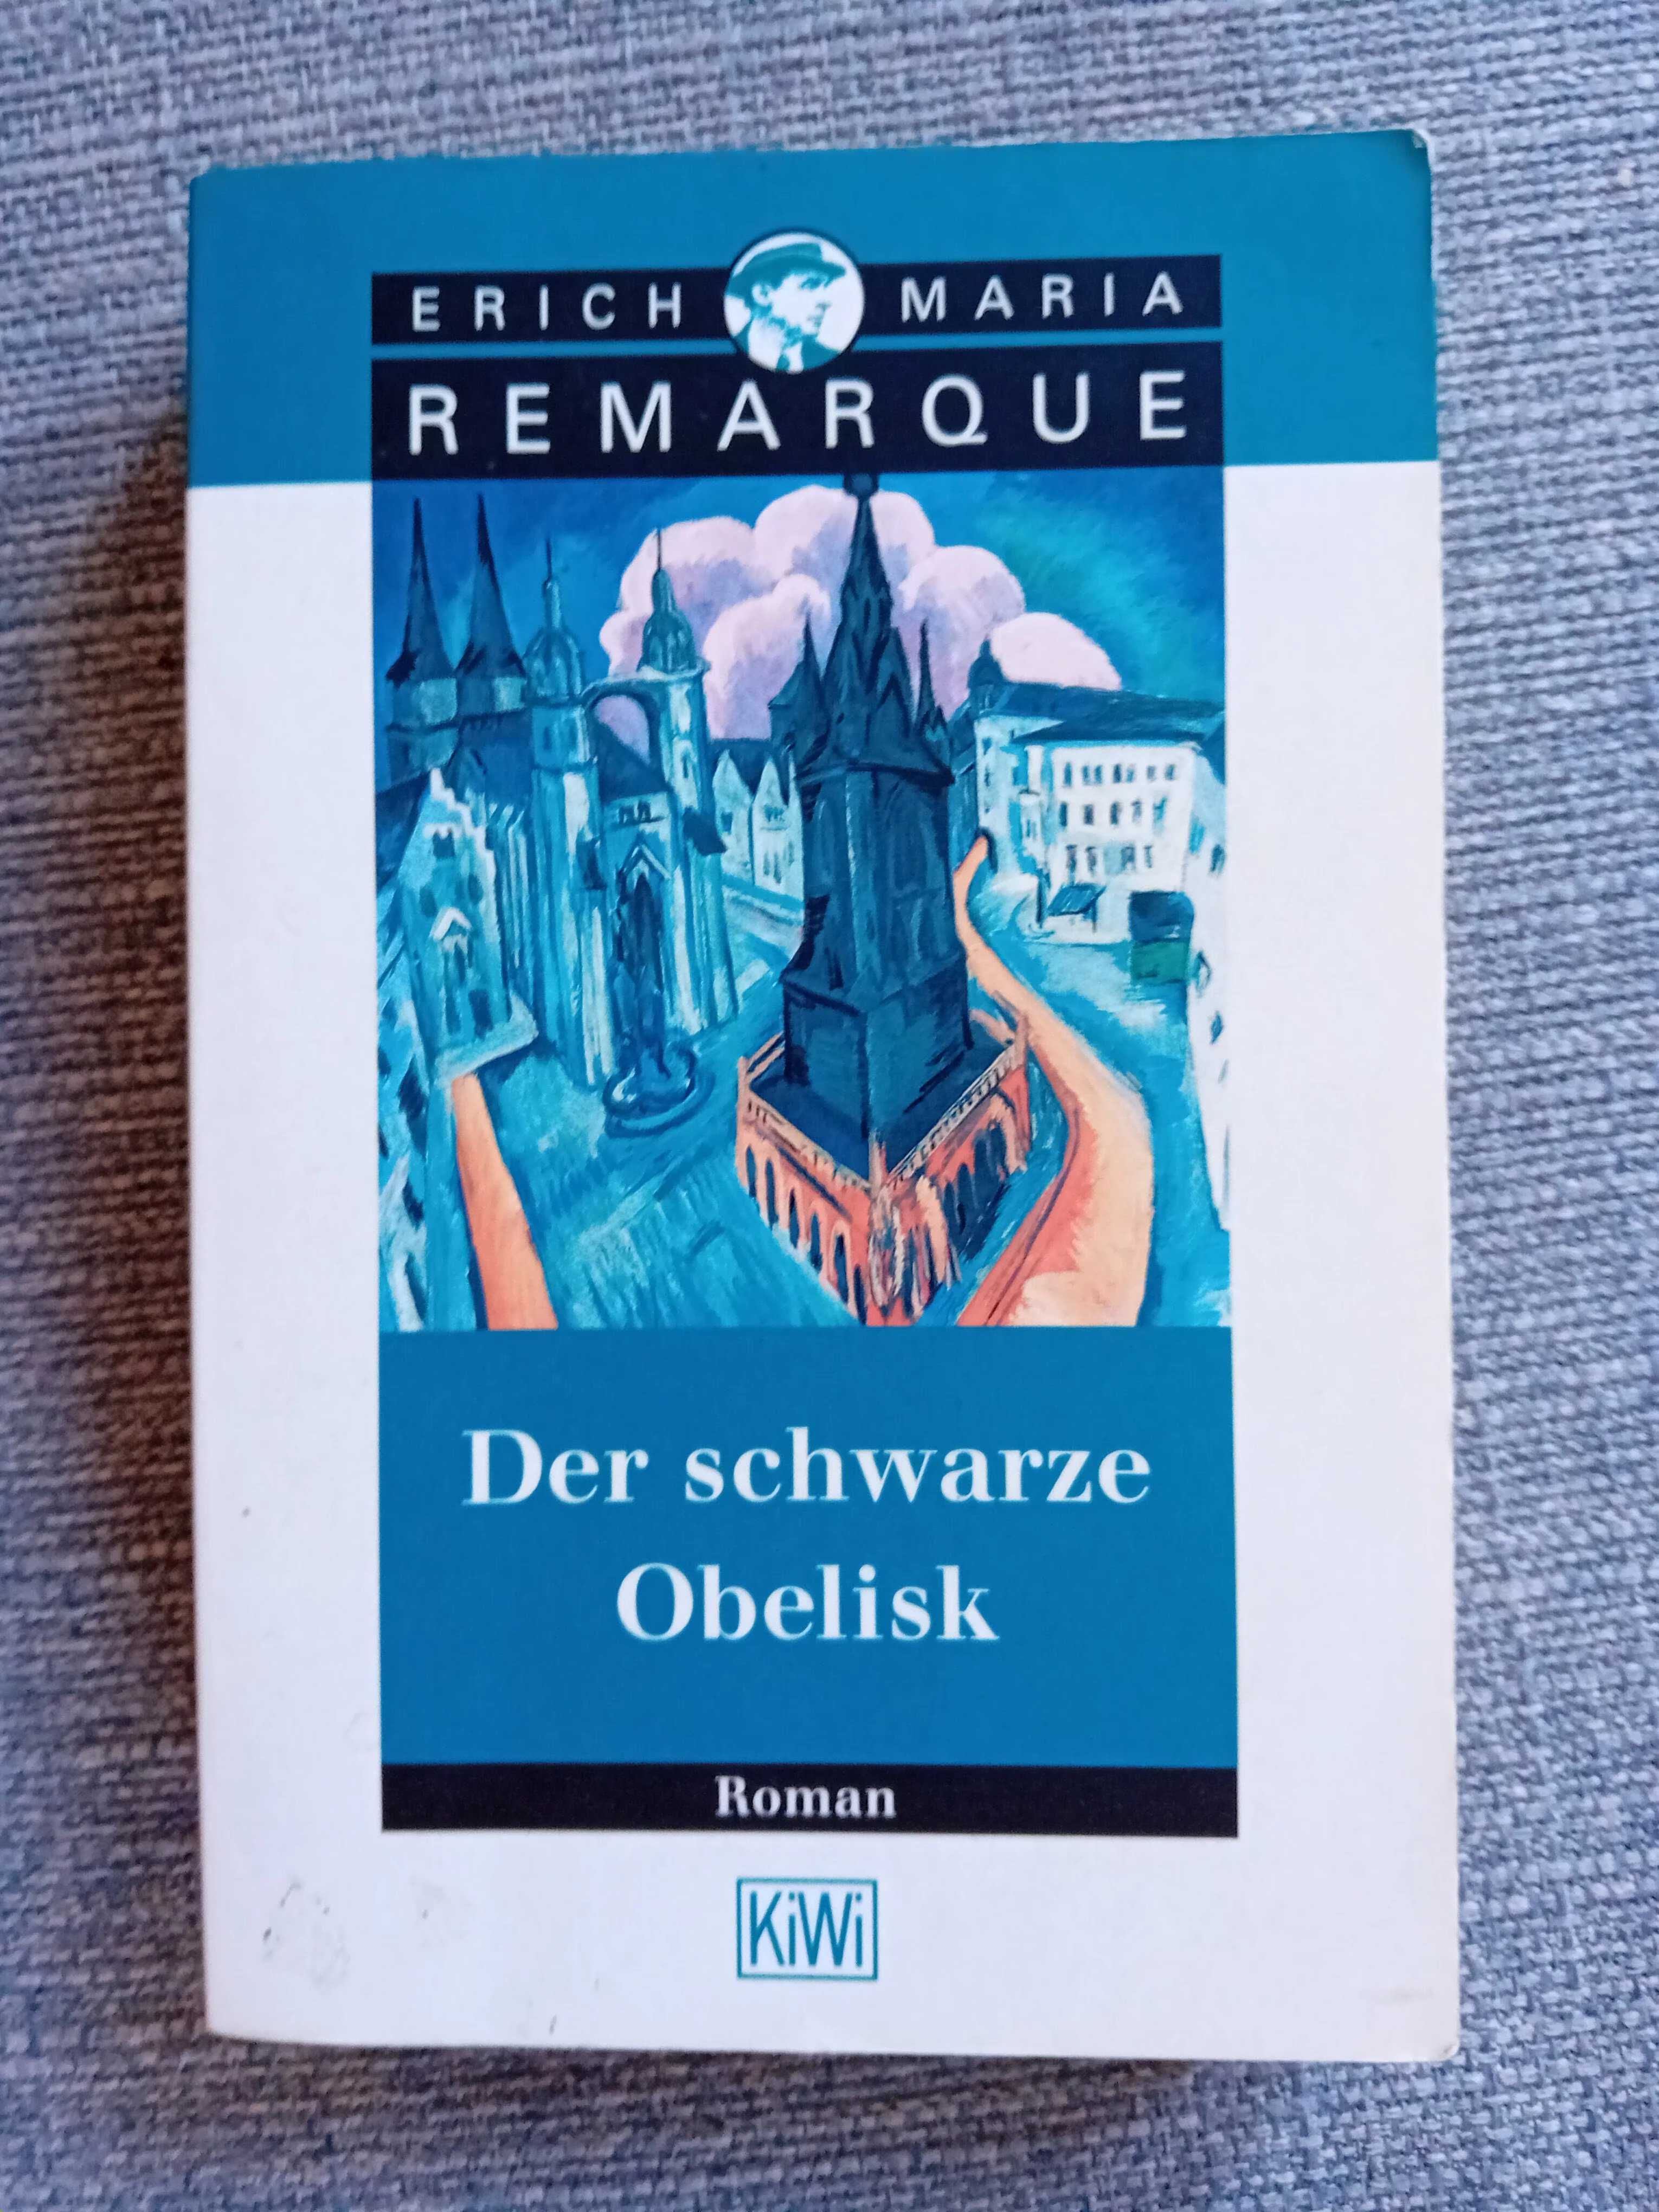 ERICH MARIA
REMARQUE
Der schwarze
Obelisk
Roman
KiWi